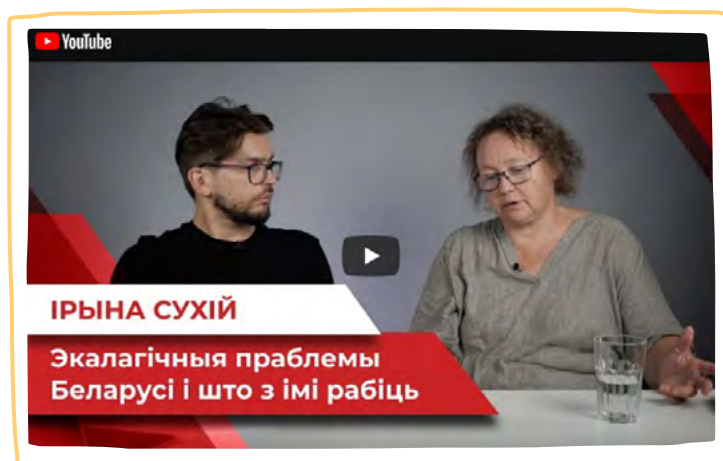 YouTube
ІРЫНА СУХІЙ
Экалагічныя праблемы
Беларусі і што з імі рабіць